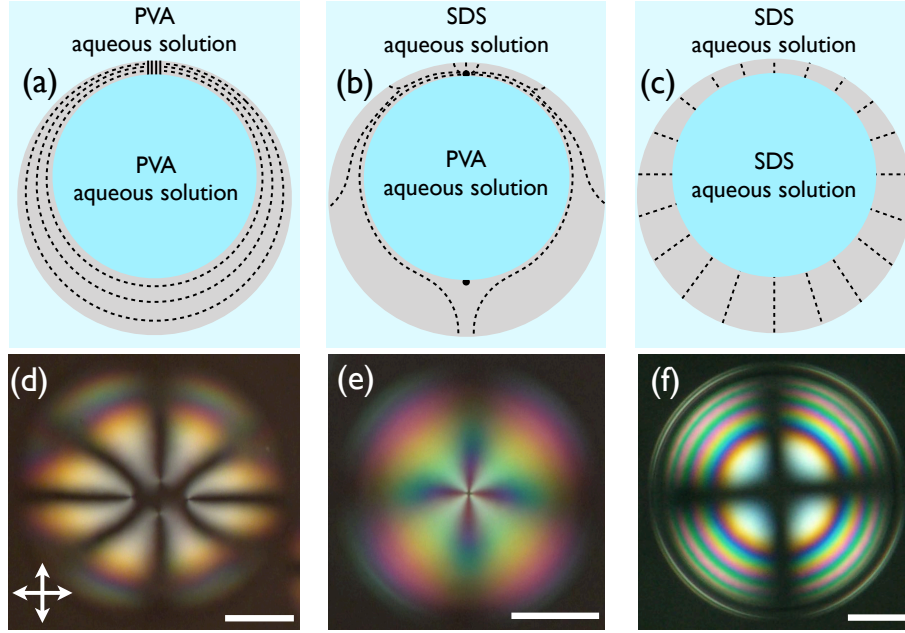 PVA
aqueous solution
(a)
PVA
aqueous solution
SDS
aqueous solution
(b)
PVA
aqueous solution
SDS
aqueous solution
(c)
SDS
aqueous solution
(d)
(e)
(f)